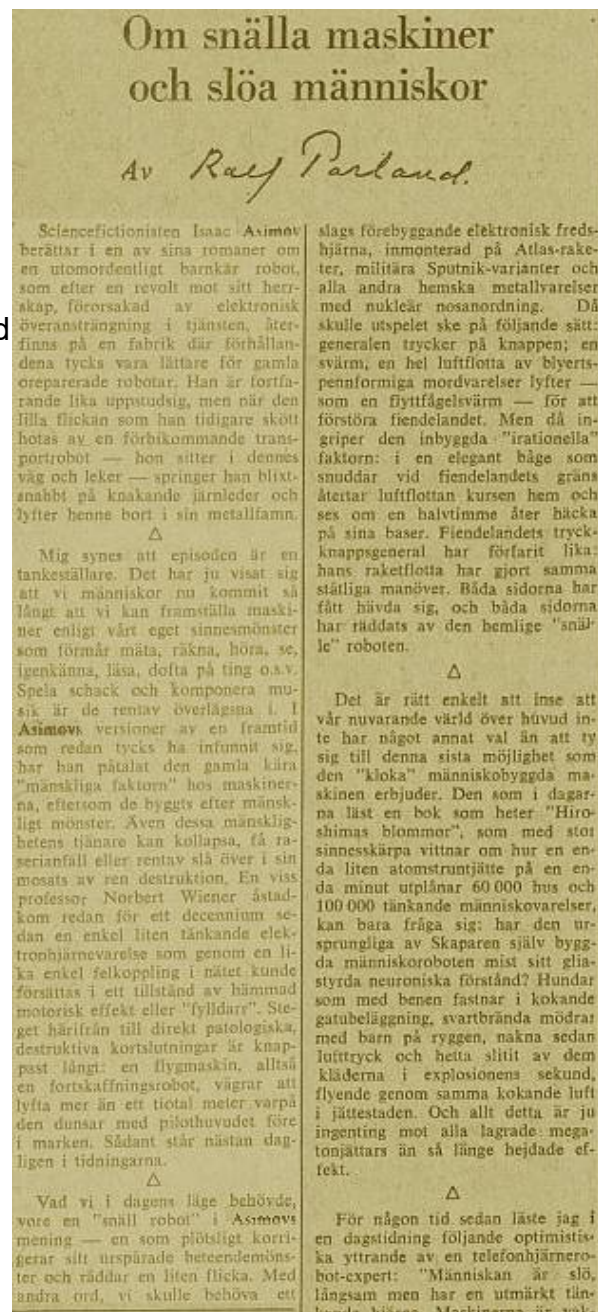 Om snälla maskiner
och slöa människor
Av Ralf Parland.
d
Sciencefictionisten Isaac Asimov
berättar i en av sina romaner om
en utomordentligt barnkär robot,
som efter en revolt mot sitt herr-
skap, förorsakad av elektronisk
överansträngning i tjänsten, åter-
finns på en fabrik där förhållan-
dena tycks vara lättare för gamla
oreparerade robotar. Han är fortfa-
rande lika uppstudsig, men när den
lilla flickan som han tidigare skött
hotas av en förbikommande trans-
portrobot — hon sitter i dennes
väg och leker — springer han blixt-
snabbt på knakande järnleder och
lyfter henne bort i sin metallfamn.
△
Mig synes att episoden är en
tankeställare. Det har ju visat sig
att vi människor nu kommit så
långt att vi kan framställa maski-
ner enligt vårt eget sinnesmönster
som förmår mäta, räkna, höra, se,
igenkänna, läsa, dofta på ting o.s.v.
Spela schack och komponera mu-
sik är de rentav överlägsna i. I
Asimovs versioner av en framtid
som redan tycks ha infunnit sig,
har han påtalat den gamla kära
"mänskliga faktorn" hos maskiner-
na, eftersom de byggts efter mänsk-
ligt mönster. Även dessa mänsklig-
hetens tjänare kan kollapsa, få ra-
serianfall eller rentav slå över i sin
mosats av ren destruktion. En viss
professor Norbert Wiener åstad-
kom redan för ett decennium se-
dan en enkel liten tänkande elek-
tronhjärnevarelse som genom en li-
ka enkel felkoppling i nätet kunde
försättas i ett tillstånd av hämmad
motorisk effekt eller "fylldarr". Ste-
get härifrån till direkt patologiska,
destruktiva kortslutningar är knap-
past långt: en flygmaskin, alltså
en fortskaffningsrobot, vägrar att
lyfta mer än ett tiotal meter varpå
den dunsar med pilothuvudet före
i marken. Sådant står nästan dag-
ligen i tidningarna.
△
Vad vi i dagens läge behövde,
vore en "snäll robot" i Asimovs
mening — en som plötsligt korri-
gerar sitt urspårade beteendemöns-
ter och räddar en liten flicka. Med
andra ord, vi skulle behöva ett
slags förebyggande elektronisk freds-
hjärna, inmonterad på Atlas-rake-
ter, militära Sputnik-varianter och
alla andra hemska metallvarelser
med nukleär nosanordning. Då
skulle utspelet ske på följande sätt:
generalen trycker på knappen; en
svärm, en hel luftflotta av blyerts-
pennformiga mordvarelser lyfter —
som en flyttfågelsvärm — för att
förstöra fiendelandet. Men då in-
griper den inbyggda "irationella"
faktorn: i en elegant båge som
snuddar vid fiendelandets gräns
återtar luftflottan kursen hem och
ses om en halvtimme åter häcka
på sina baser. Fiendelandets tryck-
knappsgeneral har förfarit lika:
hans raketflotta har gjort samma
ståtliga manöver. Båda sidorna har
fått hävda sig, och båda sidorna
har räddats av den hemlige "snäl-
le" roboten.
△
Det är rätt enkelt att inse att
vår nuvarande värld över huvud in-
te har något annat val än att ty
sig till denna sista möjlighet som
den "kloka" människobyggda ma-
skinen erbjuder. Den som i dagar-
na läst en bok som heter "Hiro-
shimas blommor", som med stor
sinnesskärpa vittnar om hur en en-
da liten atomstruntjätte på en en-
da minut utplånar 60 000 hus och
100 000 tänkande människovarelser,
kan bara fråga sig: har den ur-
sprungliga av Skaparen själv bygg-
da människoroboten mist sitt glia-
styrda neuroniska förstånd? Hundar
som med benen fastnar i kokande
gatubeläggning, svartbrända mödrar
med barn på ryggen, nakna sedan
lufttryck och hetta slitit av dem
kläderna i explosionens sekund,
flyende genom samma kokande luft
i jättestaden. Och allt detta är ju
ingenting mot alla lagrade mega-
tonjättars än så länge hejdade ef-
fekt.
△
För någon tid sedan läste jag i
en dagstidning följande optimistis-
ka yttrande av en telefonhjärnero-
bot-expert: "Människan är slö,
långsam men har en utmärkt tän-